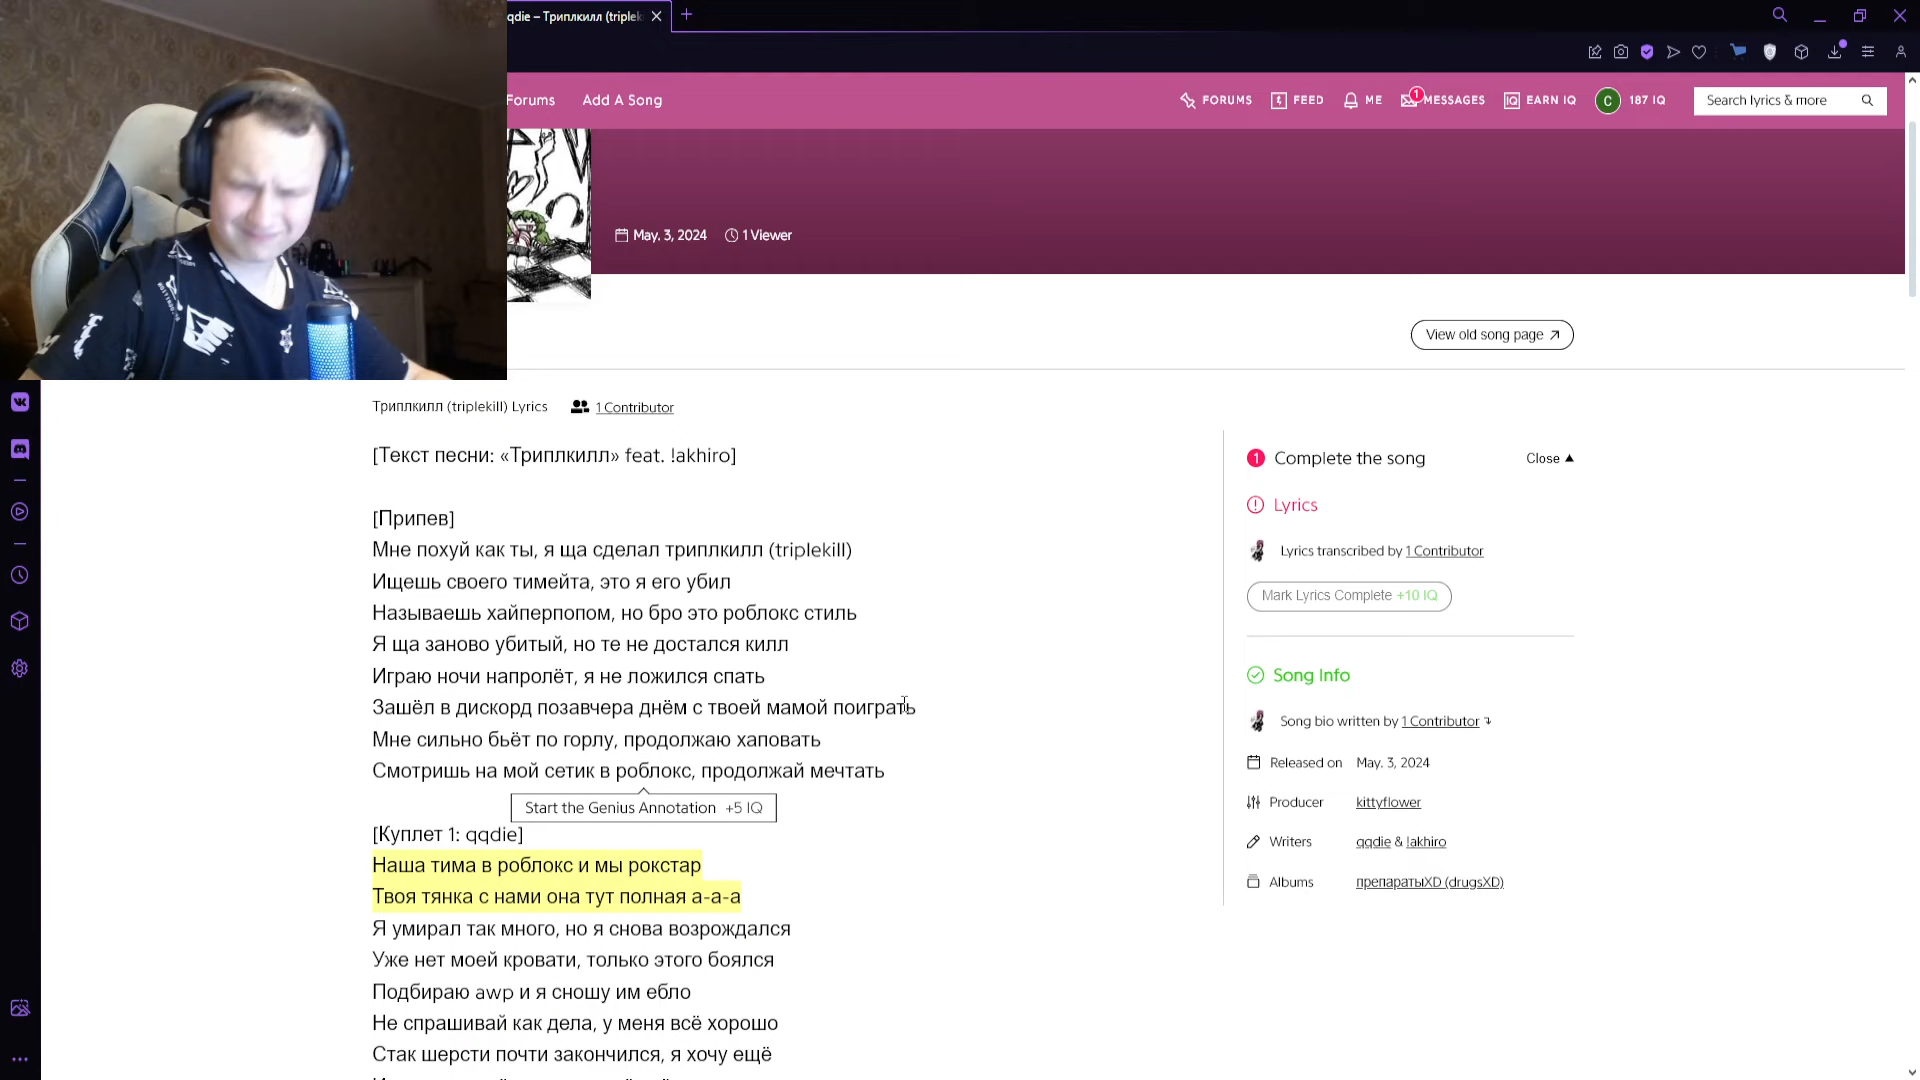 qdie – Триплкилл (triplek
Forums
Add A Song
FORUMS
FEED
ME
1
MESSAGES
EARN IQ
C
187 IQ
Search lyrics & more
May. 3, 2024
1 Viewer
View old song page
Триплкилл (triplekill) Lyrics
1 Contributor
[Текст песни: «Триплкилл» feat. !akhiro]
[Припев]
Мне похуй как ты, я ща сделал триплкилл (triplekill)
Ищешь своего тимейта, это я его убил
Называешь хайперпопом, но бро это роблокс стиль
Я ща заново убитый, но те не достался килл
Играю ночи напролёт, я не ложился спать
Зашёл в дискорд позавчера днём с твоей мамой поиграть
Мне сильно бьёт по горлу, продолжаю хаповать
Смотришь на мой сетик в роблокс, продолжай мечтать
Start the Genius Annotation +5 IQ
[Куплет 1: qqdie]
Наша тима в роблокс и мы рокстар
Твоя тянка с нами она тут полная а-а-а
Я умирал так много, но я снова возрождался
Уже нет моей кровати, только этого боялся
Подбираю awp и я сношу им ебло
Не спрашивай как дела, у меня всё хорошо
Стак шерсти почти закончился, я хочу ещё
1 Complete the song
Close
Lyrics
Lyrics transcribed by 1 Contributor
Mark Lyrics Complete +10 IQ
Song Info
Song bio written by 1 Contributor
Released on May. 3, 2024
Producer kittyflower
Writers qqdie & !akhiro
Albums препаратыXD (drugsXD)